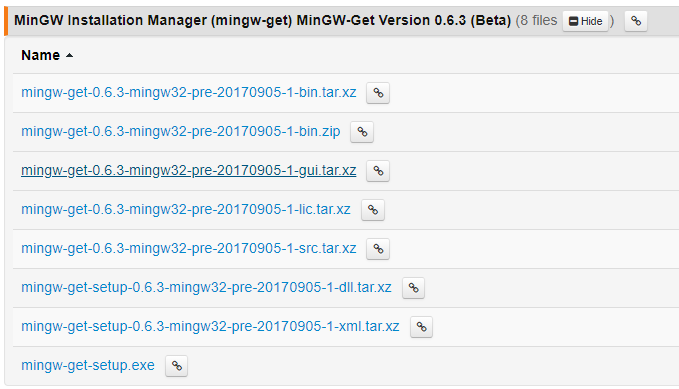 MinGW Installation Manager (mingw-get) MinGW-Get Version 0.6.3 (Beta) (8 files Hide )
Name
mingw-get-0.6.3-mingw32-pre-20170905-1-bin.tar.xz
mingw-get-0.6.3-mingw32-pre-20170905-1-bin.zip
mingw-get-0.6.3-mingw32-pre-20170905-1-gui.tar.xz
mingw-get-0.6.3-mingw32-pre-20170905-1-lic.tar.xz
mingw-get-0.6.3-mingw32-pre-20170905-1-src.tar.xz
mingw-get-setup-0.6.3-mingw32-pre-20170905-1-dll.tar.xz
mingw-get-setup-0.6.3-mingw32-pre-20170905-1-xml.tar.xz
mingw-get-setup.exe